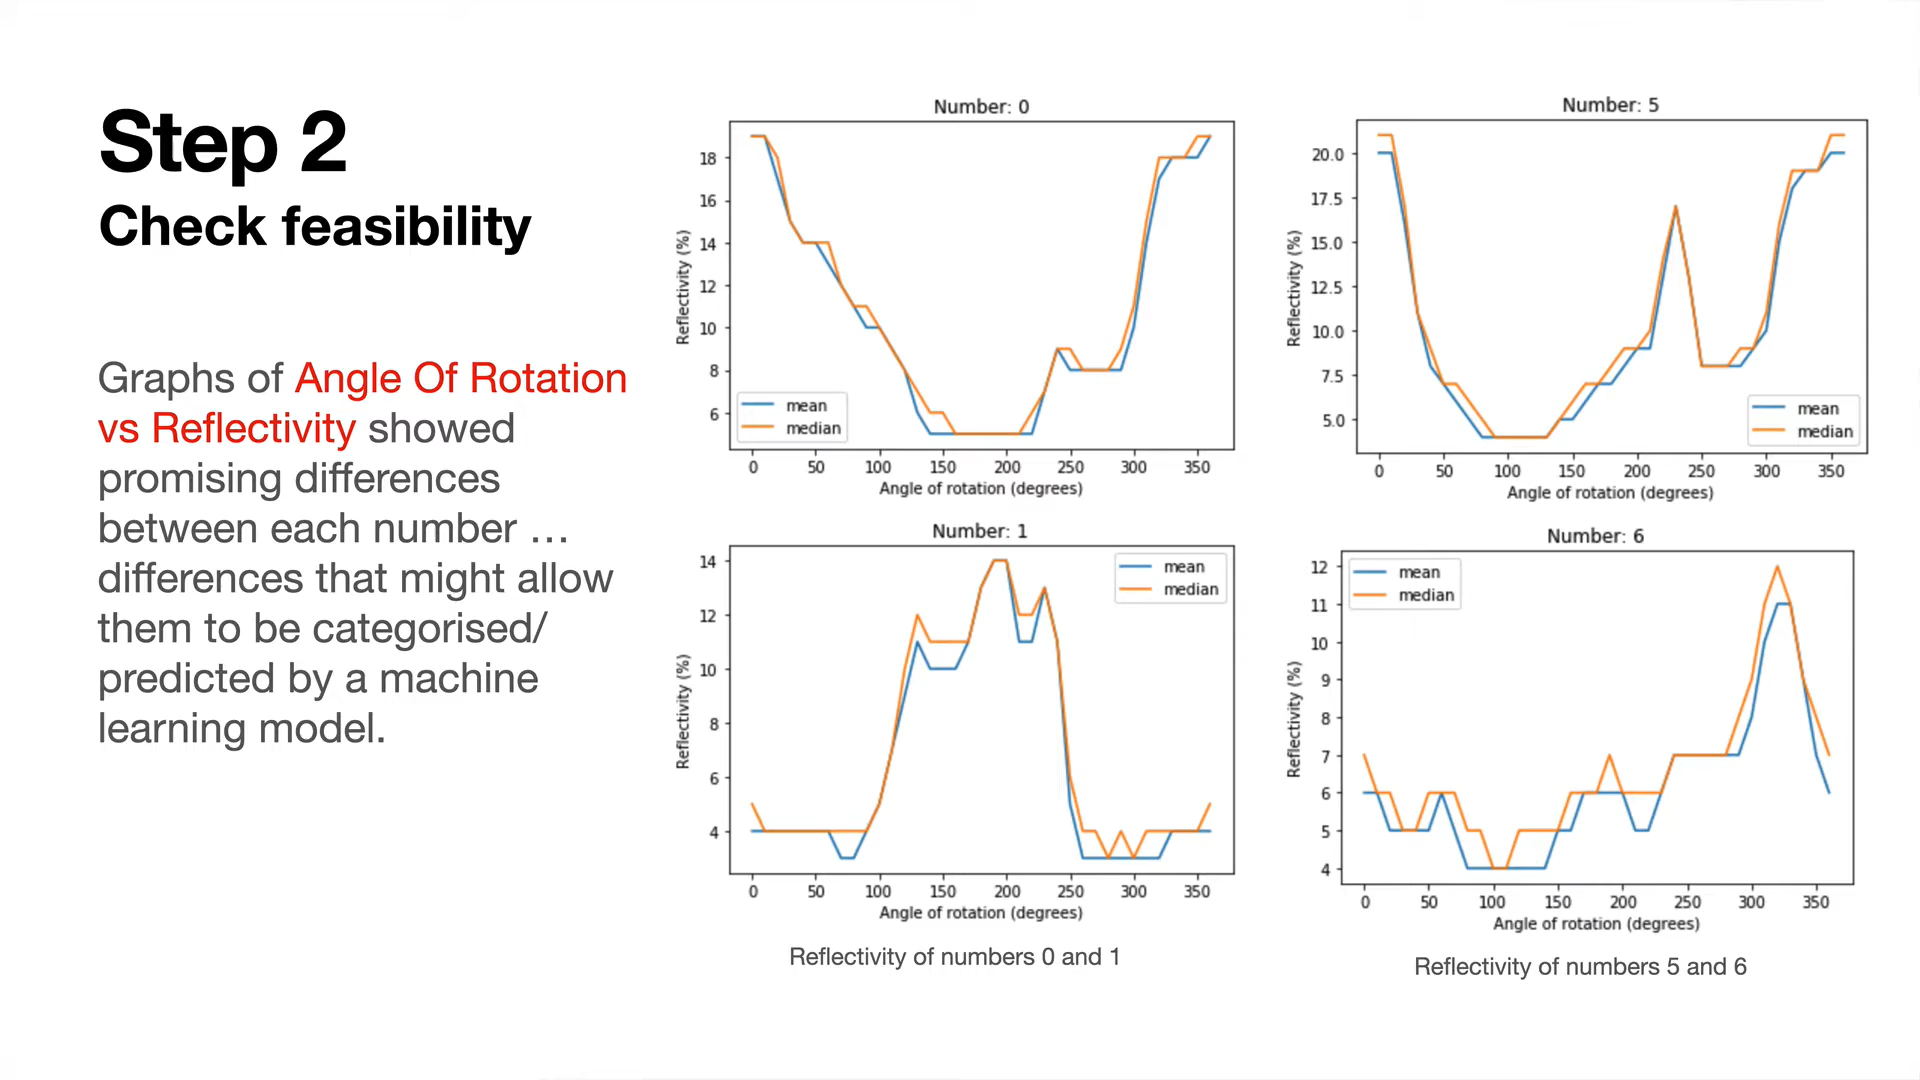 Step 2
Check feasibility
Graphs of Angle Of Rotation
vs Reflectivity showed
promising differences
between each number …
differences that might allow
them to be categorised/
predicted by a machine
learning model.
Number: 0
Reflectivity (%)
18
16
14
12
10
8
6
mean
median
0 50 100 150 200 250 300 350
Angle of rotation (degrees)
Number: 1
Reflectivity (%)
14
12
10
8
6
4
mean
median
0 50 100 150 200 250 300 350
Angle of rotation (degrees)
Reflectivity of numbers 0 and 1
Number: 5
Reflectivity (%)
20.0
17.5
15.0
12.5
10.0
7.5
5.0
mean
median
0 50 100 150 200 250 300 350
Angle of rotation (degrees)
Number: 6
Reflectivity (%)
12
11
10
9
8
7
6
5
4
mean
median
0 50 100 150 200 250 300 350
Angle of rotation (degrees)
Reflectivity of numbers 5 and 6